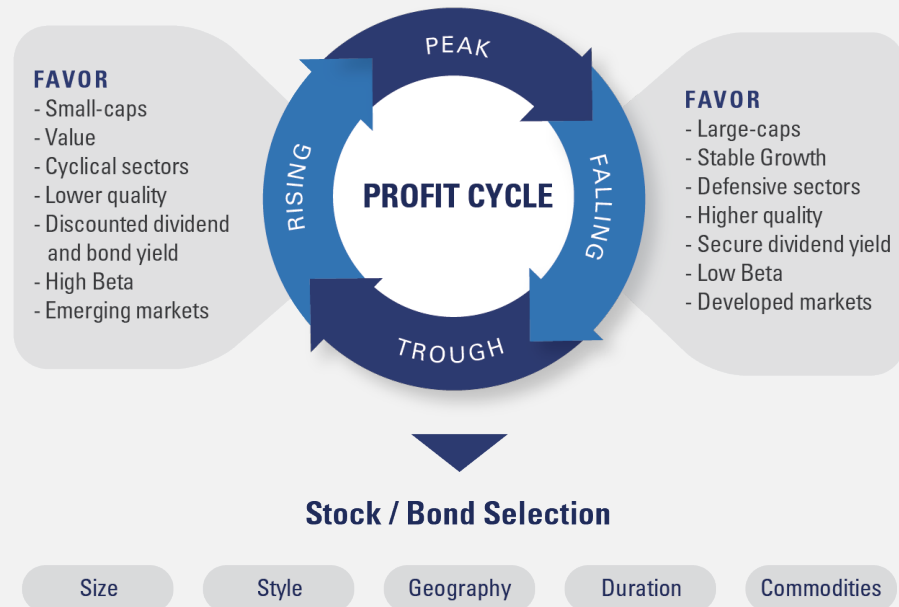 FAVOR
- Small-caps
- Value
- Cyclical sectors
- Lower quality
- Discounted dividend
and bond yield
- High Beta
- Emerging markets
PEAK
RISING
PROFIT CYCLE
FALLING
TROUGH
FAVOR
- Large-caps
- Stable Growth
- Defensive sectors
- Higher quality
- Secure dividend yield
- Low Beta
- Developed markets
Stock / Bond Selection
Size
Style
Geography
Duration
Commodities